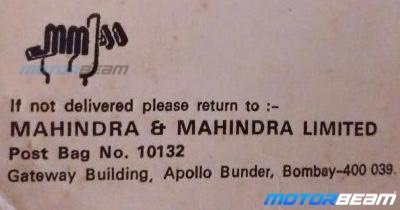 MOTORBEAM
If not delivered please return to :-
MAHINDRA & MAHINDRA LIMITED
Post Bag No. 10132
Gateway Building, Apollo Bunder, Bombay-400 039.
MOTORBEAM